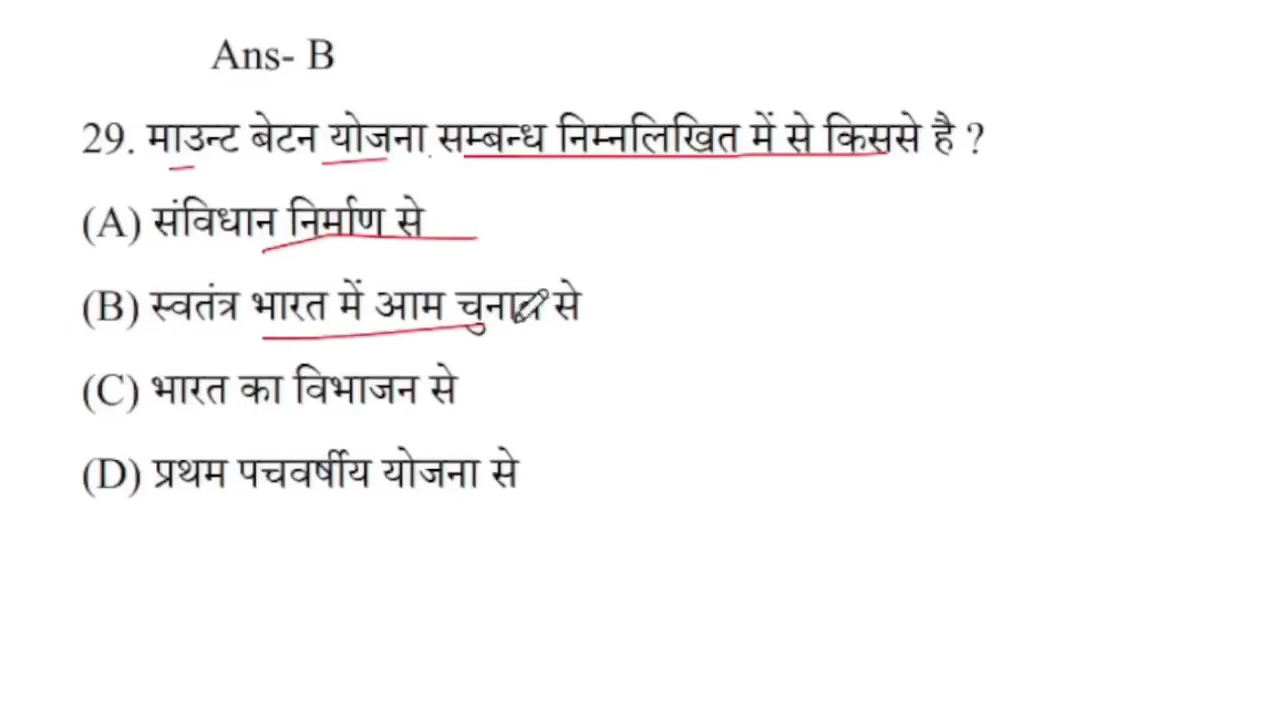 Ans- B
29. माउन्ट बेटन योजना सम्बन्ध निम्नलिखित में से किससे है ?
(A) संविधान निर्माण से
(B) स्वतंत्र भारत में आम चुनाव से
(C) भारत का विभाजन से
(D) प्रथम पचवर्षीय योजना से